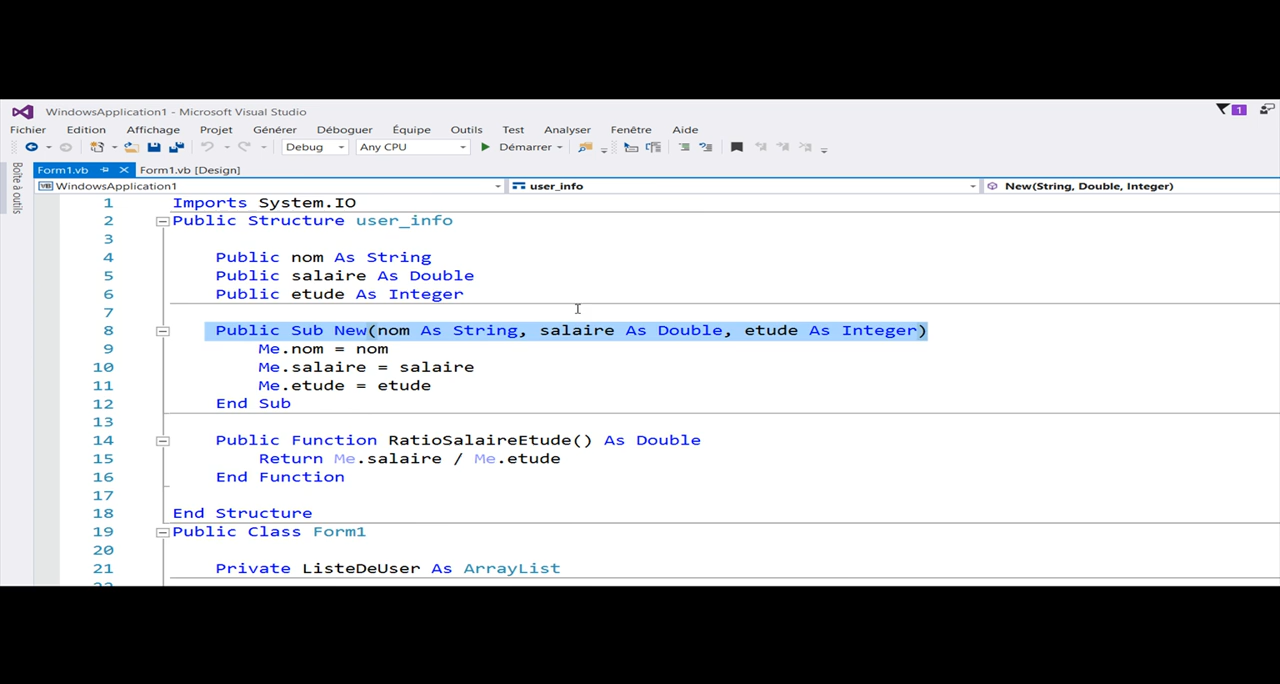 WindowsApplication1 - Microsoft Visual Studio
1
Fichier Edition Affichage Projet Générer Déboguer Équipe Outils Test Analyser Fenêtre Aide
Debug Any CPU Démarrer
Boîte à outils
Form1.vb Form1.vb [Design]
VB WindowsApplication1 user_info New(String, Double, Integer)
1 Imports System.IO
2 Public Structure user_info
3
4 Public nom As String
5 Public salaire As Double
6 Public etude As Integer
7
8 Public Sub New(nom As String, salaire As Double, etude As Integer)
9 Me.nom = nom
10 Me.salaire = salaire
11 Me.etude = etude
12 End Sub
13
14 Public Function RatioSalaireEtude() As Double
15 Return Me.salaire / Me.etude
16 End Function
17
18 End Structure
19 Public Class Form1
20
21 Private ListeDeUser As ArrayList